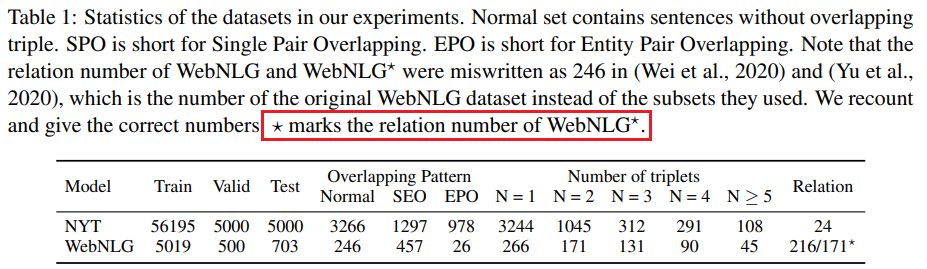 Table 1: Statistics of the datasets in our experiments. Normal set contains sentences without overlapping
triple. SPO is short for Single Pair Overlapping. EPO is short for Entity Pair Overlapping. Note that the
relation number of WebNLG and WebNLG⋆ were miswritten as 246 in (Wei et al., 2020) and (Yu et al.,
2020), which is the number of the original WebNLG dataset instead of the subsets they used. We recount
and give the correct numbers ⋆ marks the relation number of WebNLG⋆.
Model Train Valid Test Overlapping Pattern Number of triplets Relation
Normal SEO EPO N = 1 N = 2 N = 3 N = 4 N ≥ 5
NYT 56195 5000 5000 3266 1297 978 3244 1045 312 291 108 24
WebNLG 5019 500 703 246 457 26 266 171 131 90 45 216/171⋆